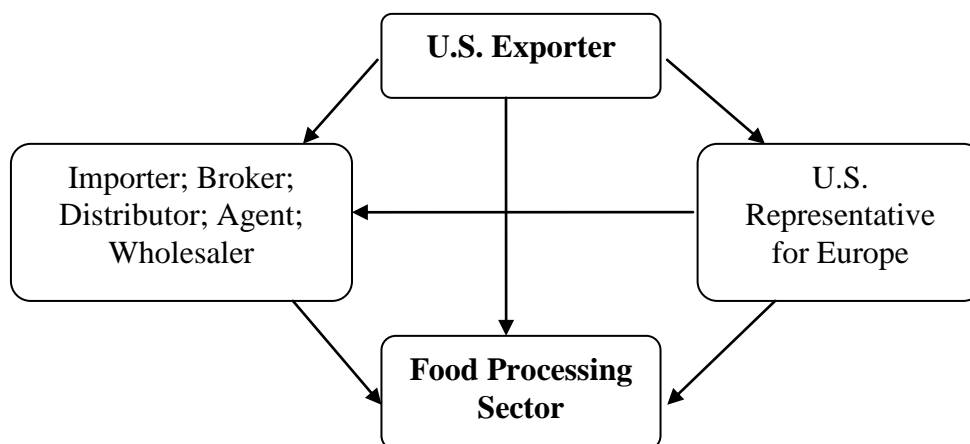 U.S. Exporter
Importer; Broker;
Distributor; Agent;
Wholesaler
U.S.
Representative
for Europe
Food Processing
Sector